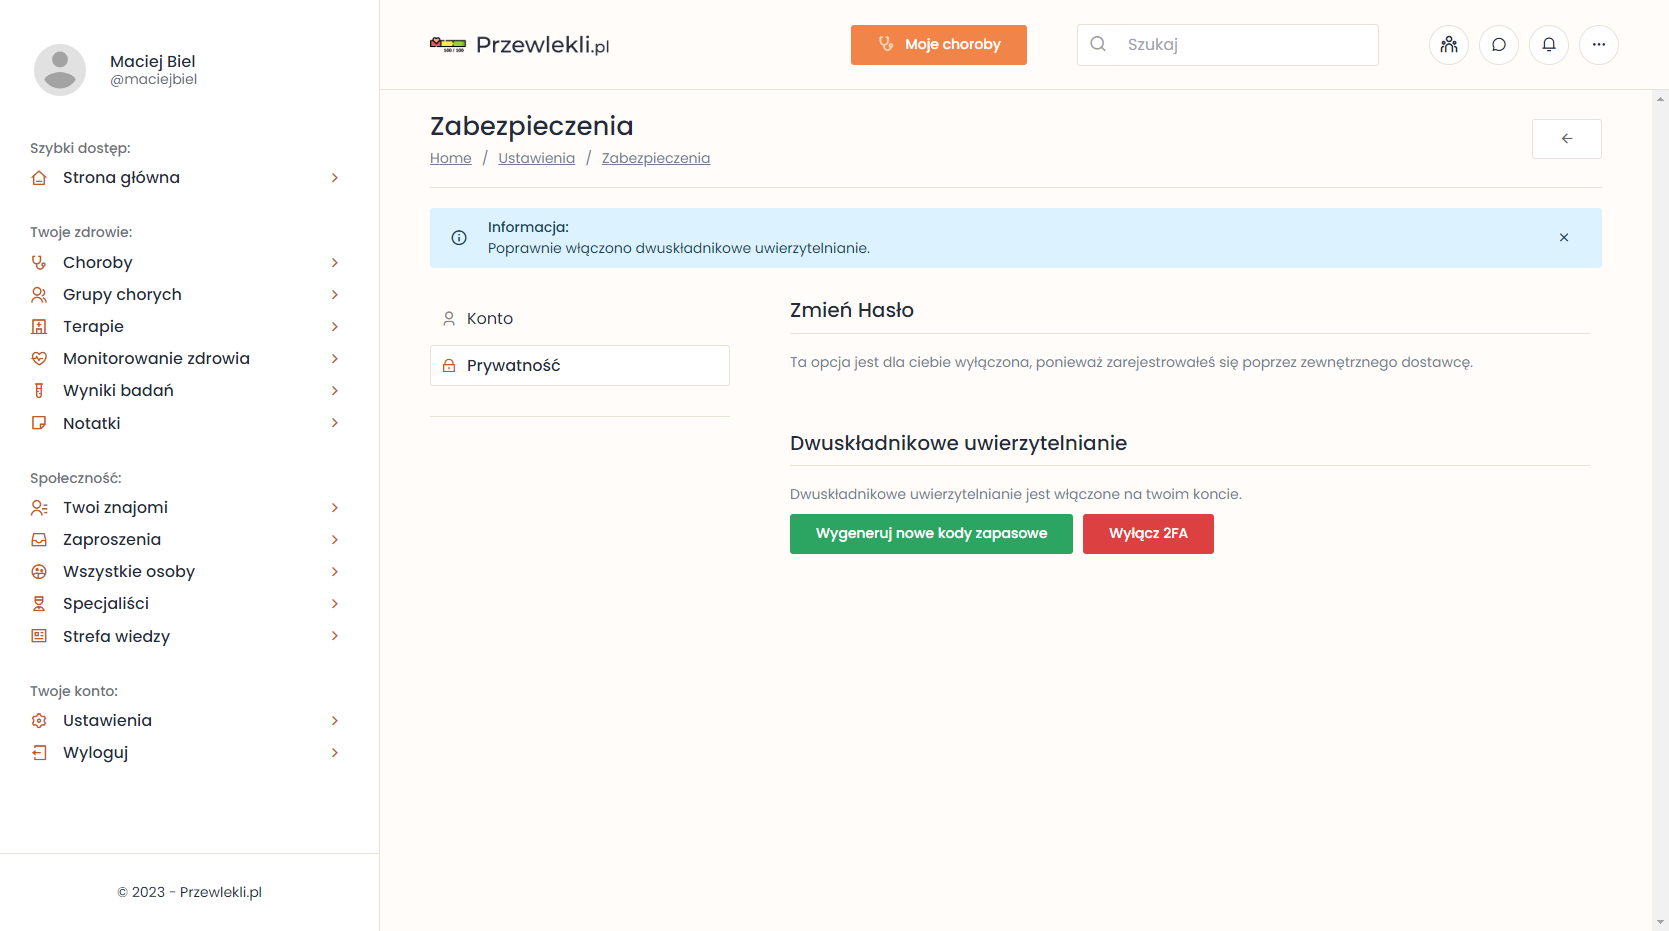 Maciej Biel
@maciejbiel
Szybki dostęp:
Strona główna
Twoje zdrowie:
Choroby
Grupy chorych
Terapie
Monitorowanie zdrowia
Wyniki badań
Notatki
Społeczność:
Twoi znajomi
Zaproszenia
Wszystkie osoby
Specjaliści
Strefa wiedzy
Twoje konto:
Ustawienia
Wyloguj
© 2023 - Przewlekli.pl
100 / 100
Przewlekli.pl
Moje choroby
Szukaj
Zabezpieczenia
Home / Ustawienia / Zabezpieczenia
Informacja:
Poprawnie włączono dwuskładnikowe uwierzytelnianie.
Konto
Prywatność
Zmień Hasło
Ta opcja jest dla ciebie wyłączona, ponieważ zarejestrowałeś się poprzez zewnętrznego dostawcę.
Dwuskładnikowe uwierzytelnianie
Dwuskładnikowe uwierzytelnianie jest włączone na twoim koncie.
Wygeneruj nowe kody zapasowe
Wyłącz 2FA